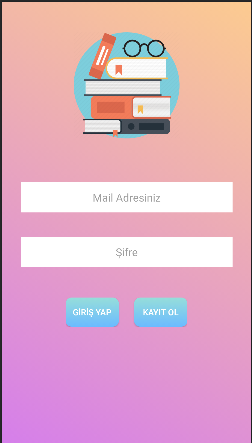 Mail Adresiniz
Şifre
GİRİŞ YAP
KAYIT OL